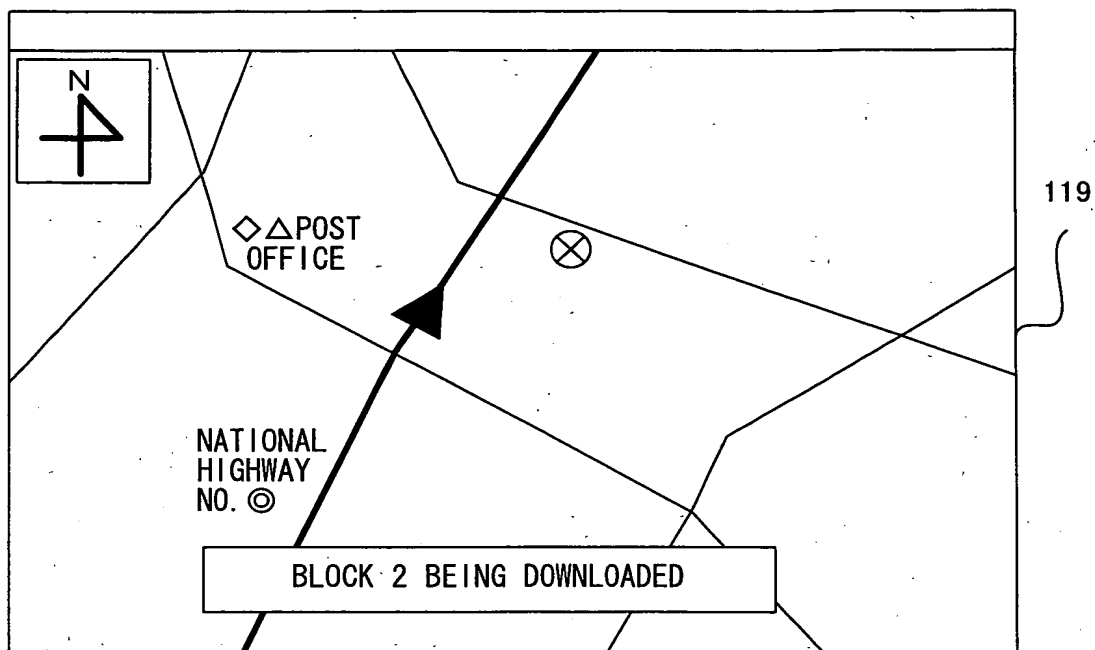 N
119
◇△POST
OFFICE
NATIONAL
HIGHWAY
NO. ◎
BLOCK 2 BEING DOWNLOADED